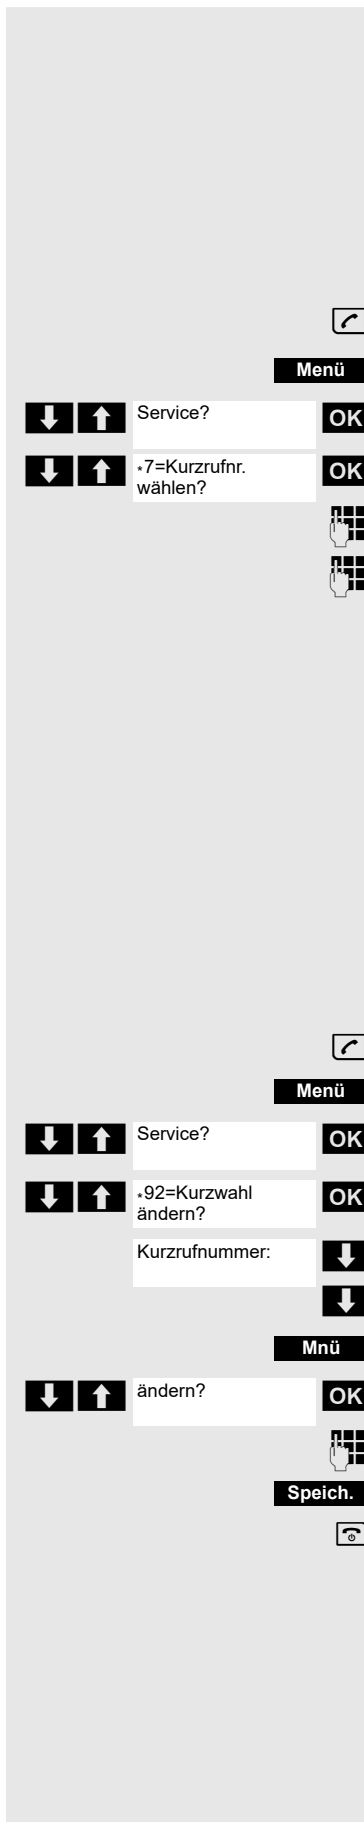 Menü
Service? OK
*7=Kurzrufnr. OK
wählen?
Menü
Service? OK
*92=Kurzwahl OK
ändern?
Kurzrufnummer:
Mnü
ändern? OK
Speich.